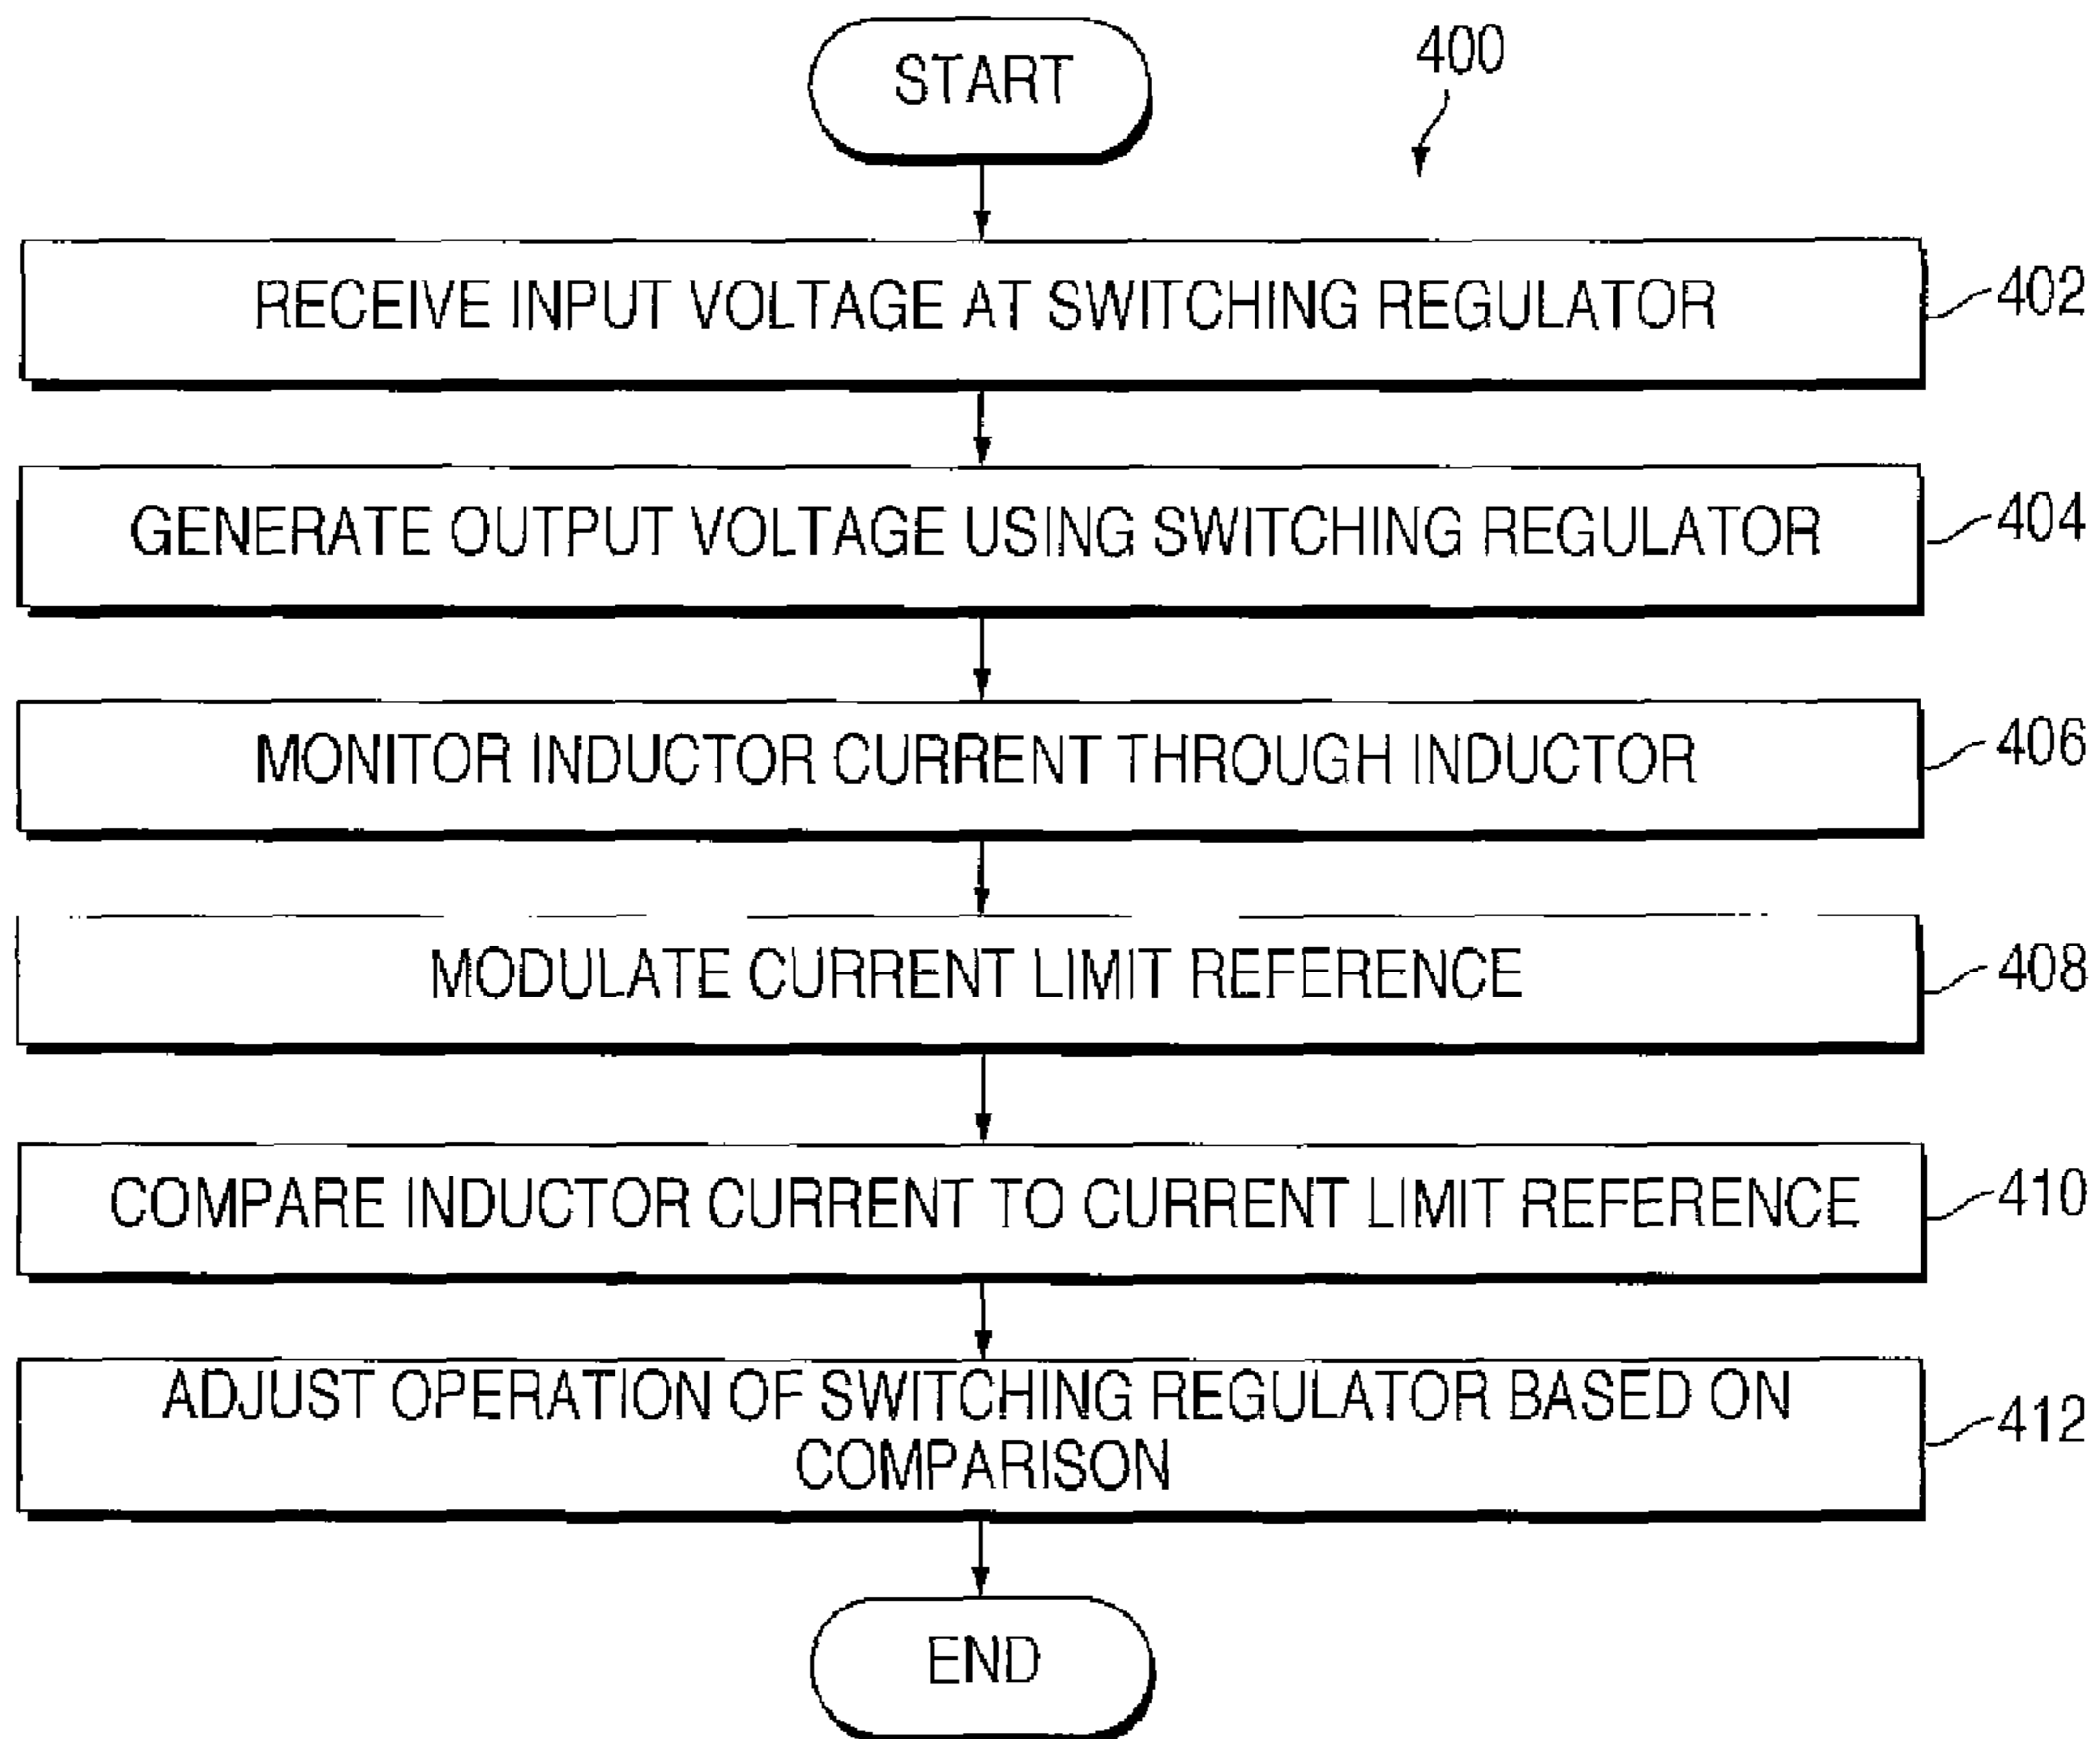 START
400
RECEIVE INPUT VOLTAGE AT SWITCHING REGULATOR
402
GENERATE OUTPUT VOLTAGE USING SWITCHING REGULATOR
404
MONITOR INDUCTOR CURRENT THROUGH INDUCTOR
406
MODULATE CURRENT LIMIT REFERENCE
408
COMPARE INDUCTOR CURRENT TO CURRENT LIMIT REFERENCE
410
ADJUST OPERATION OF SWITCHING REGULATOR BASED ON
COMPARISON
412
END